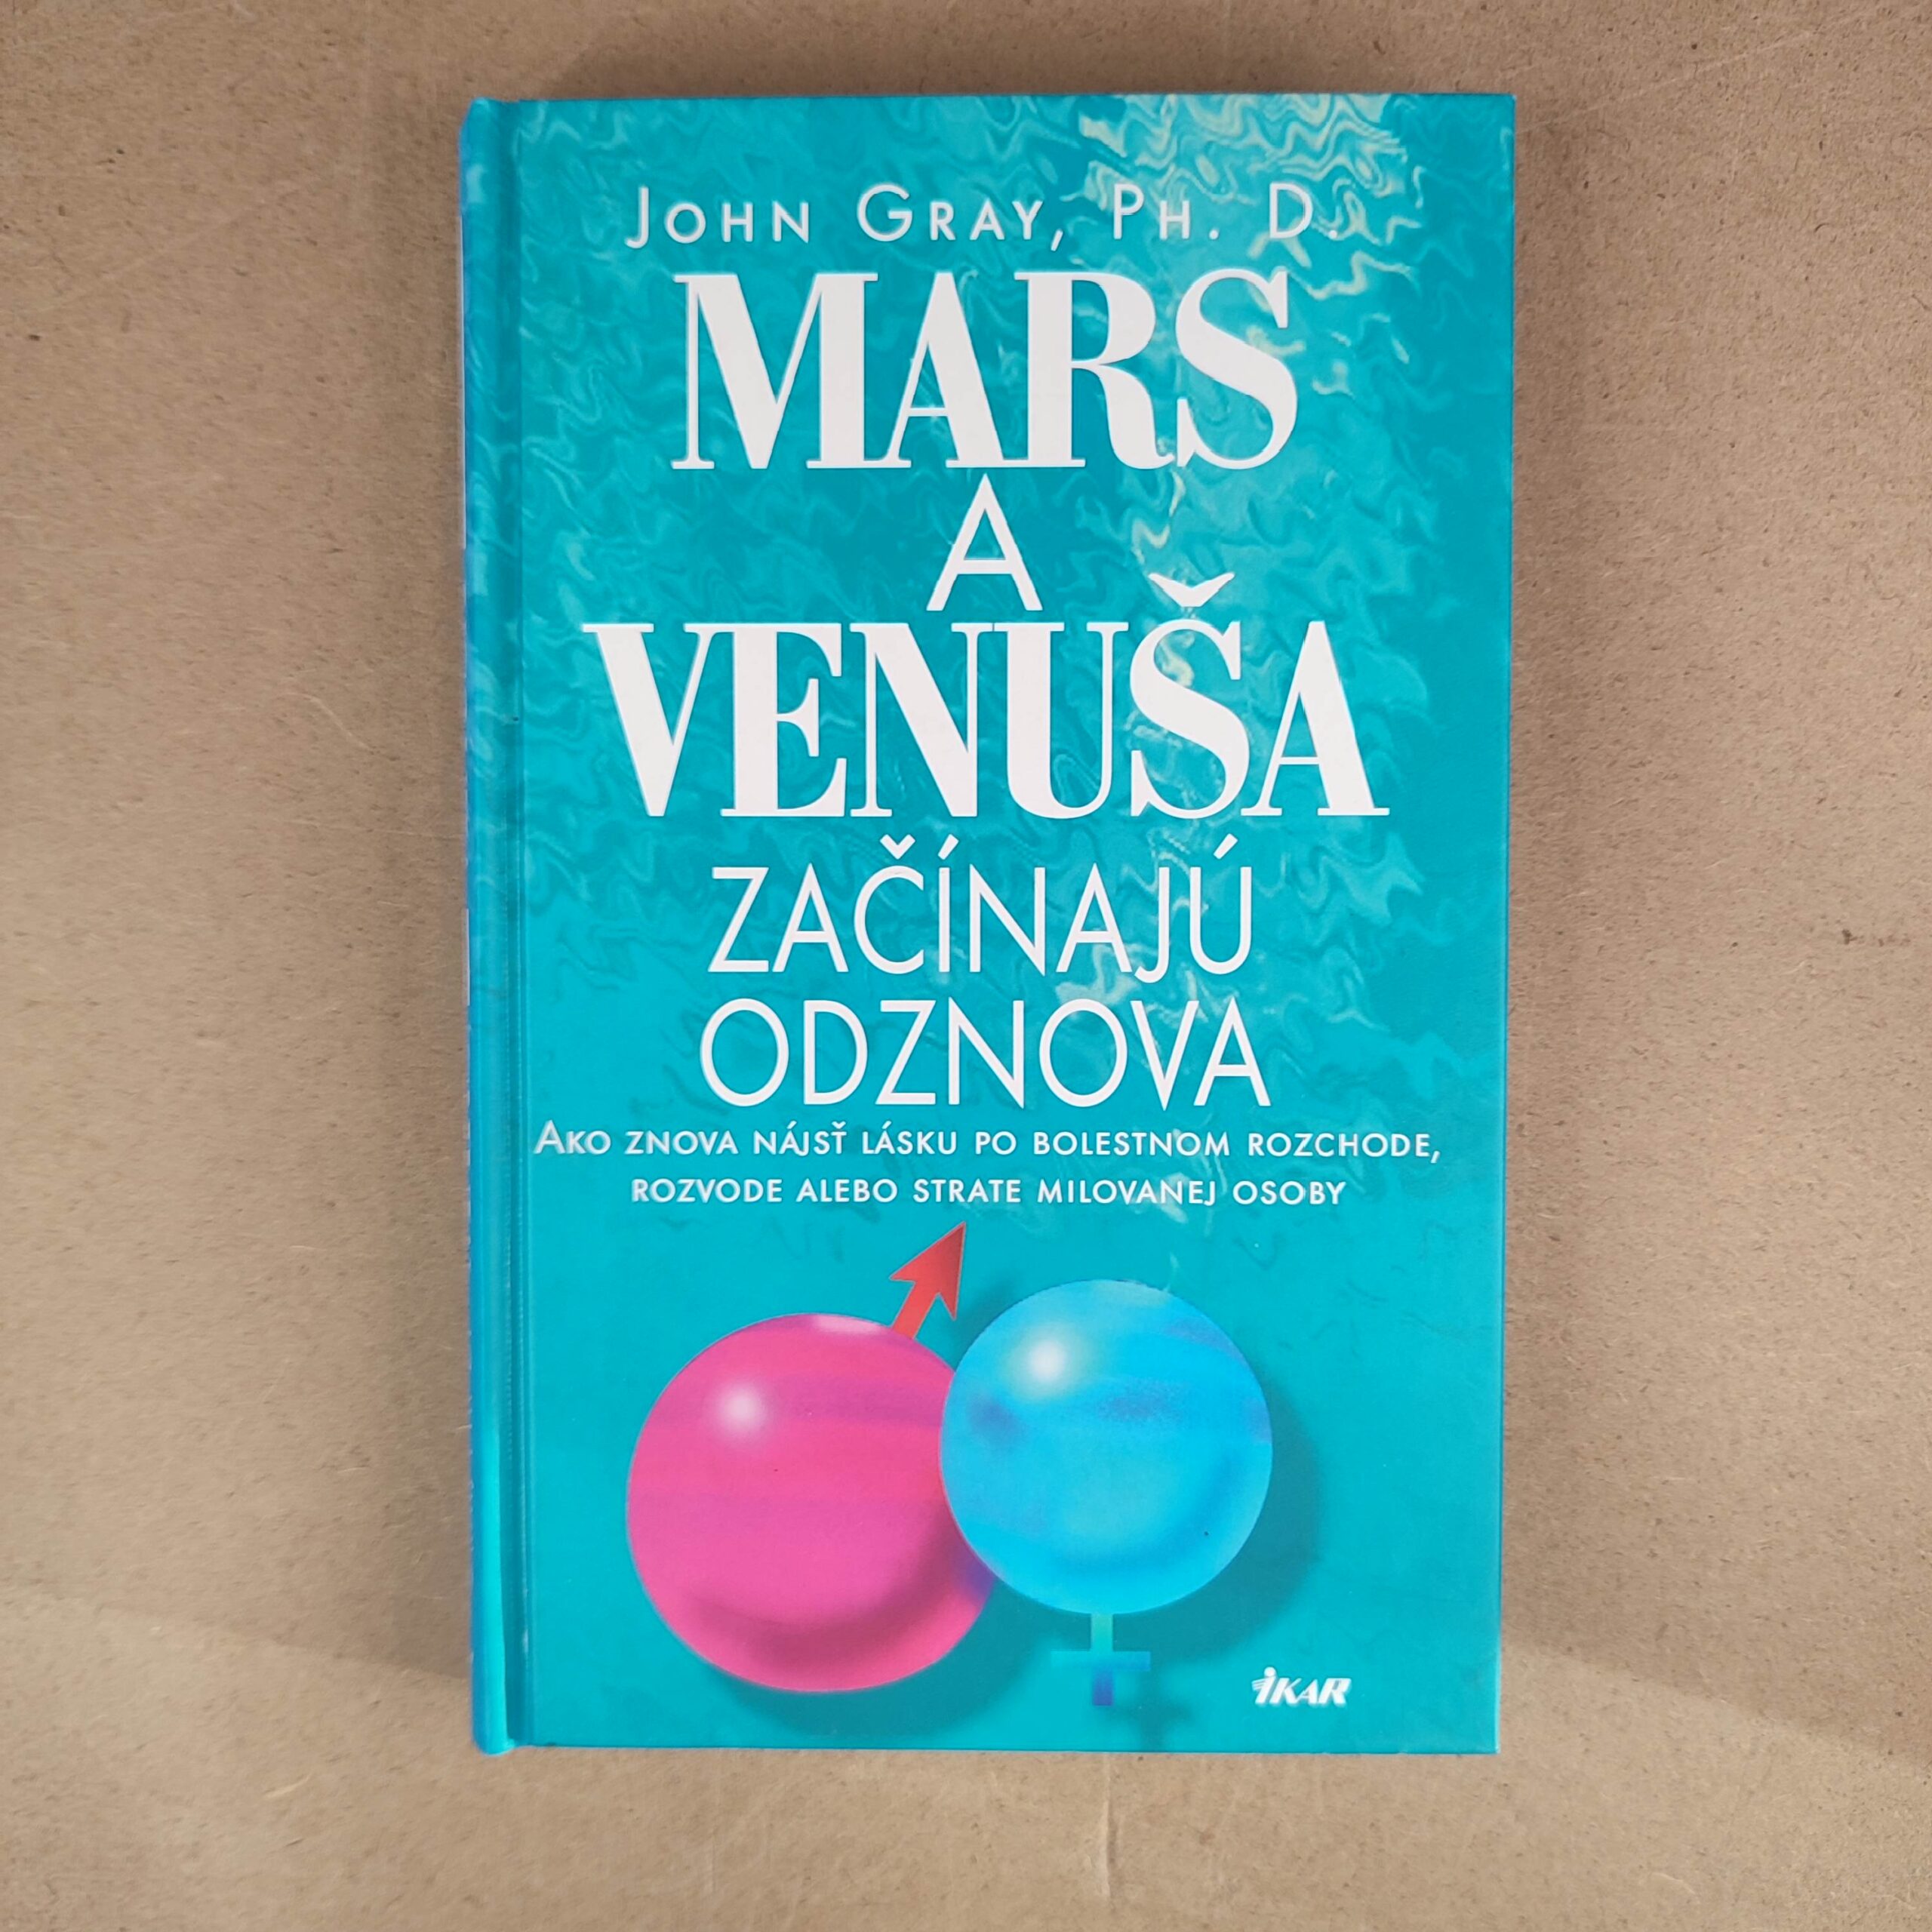 John Gray, Ph. D.
MARS
A
VENUŠA
ZAČÍNAJÚ
ODZNOVA
Ako znova nájsť lásku po bolestnom rozchode,
rozvode alebo strate milovanej osoby
IKAR